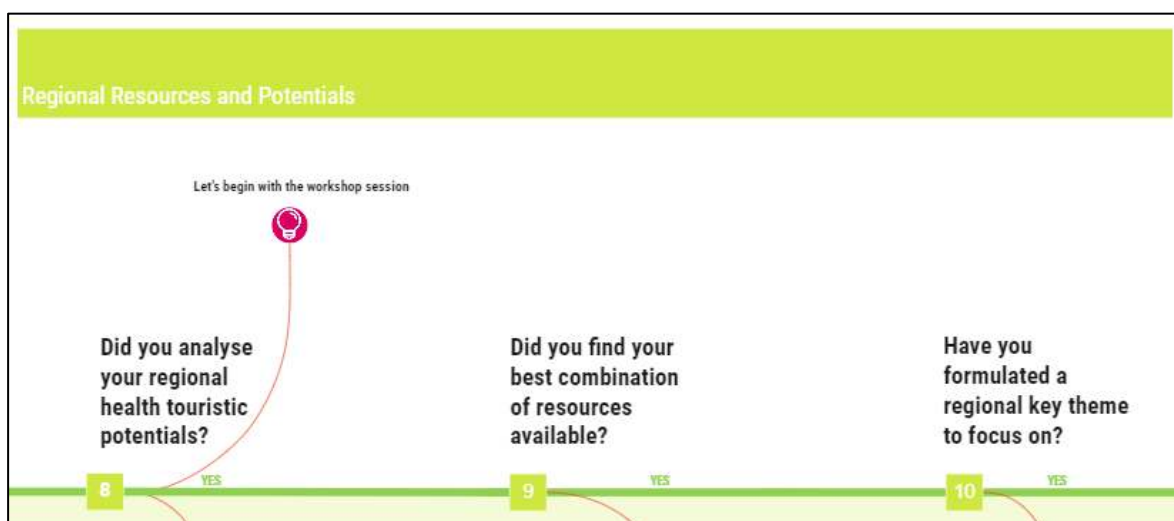 Regional Resources and Potentials
Let's begin with the workshop session
Did you analyse
your regional
health touristic
potentials?
8
YES
Did you find your
best combination
of resources
available?
9
YES
Have you
formulated a
regional key theme
to focus on?
10
YES